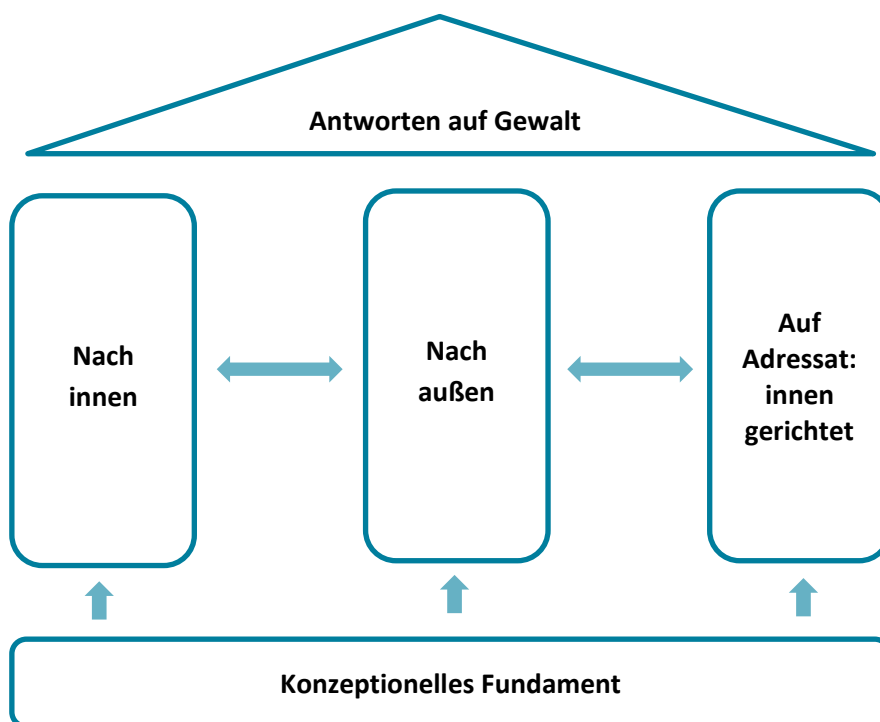 Antworten auf Gewalt
Nach
innen
Nach
außen
Auf
Adressat:
innen
gerichtet
Konzeptionelles Fundament